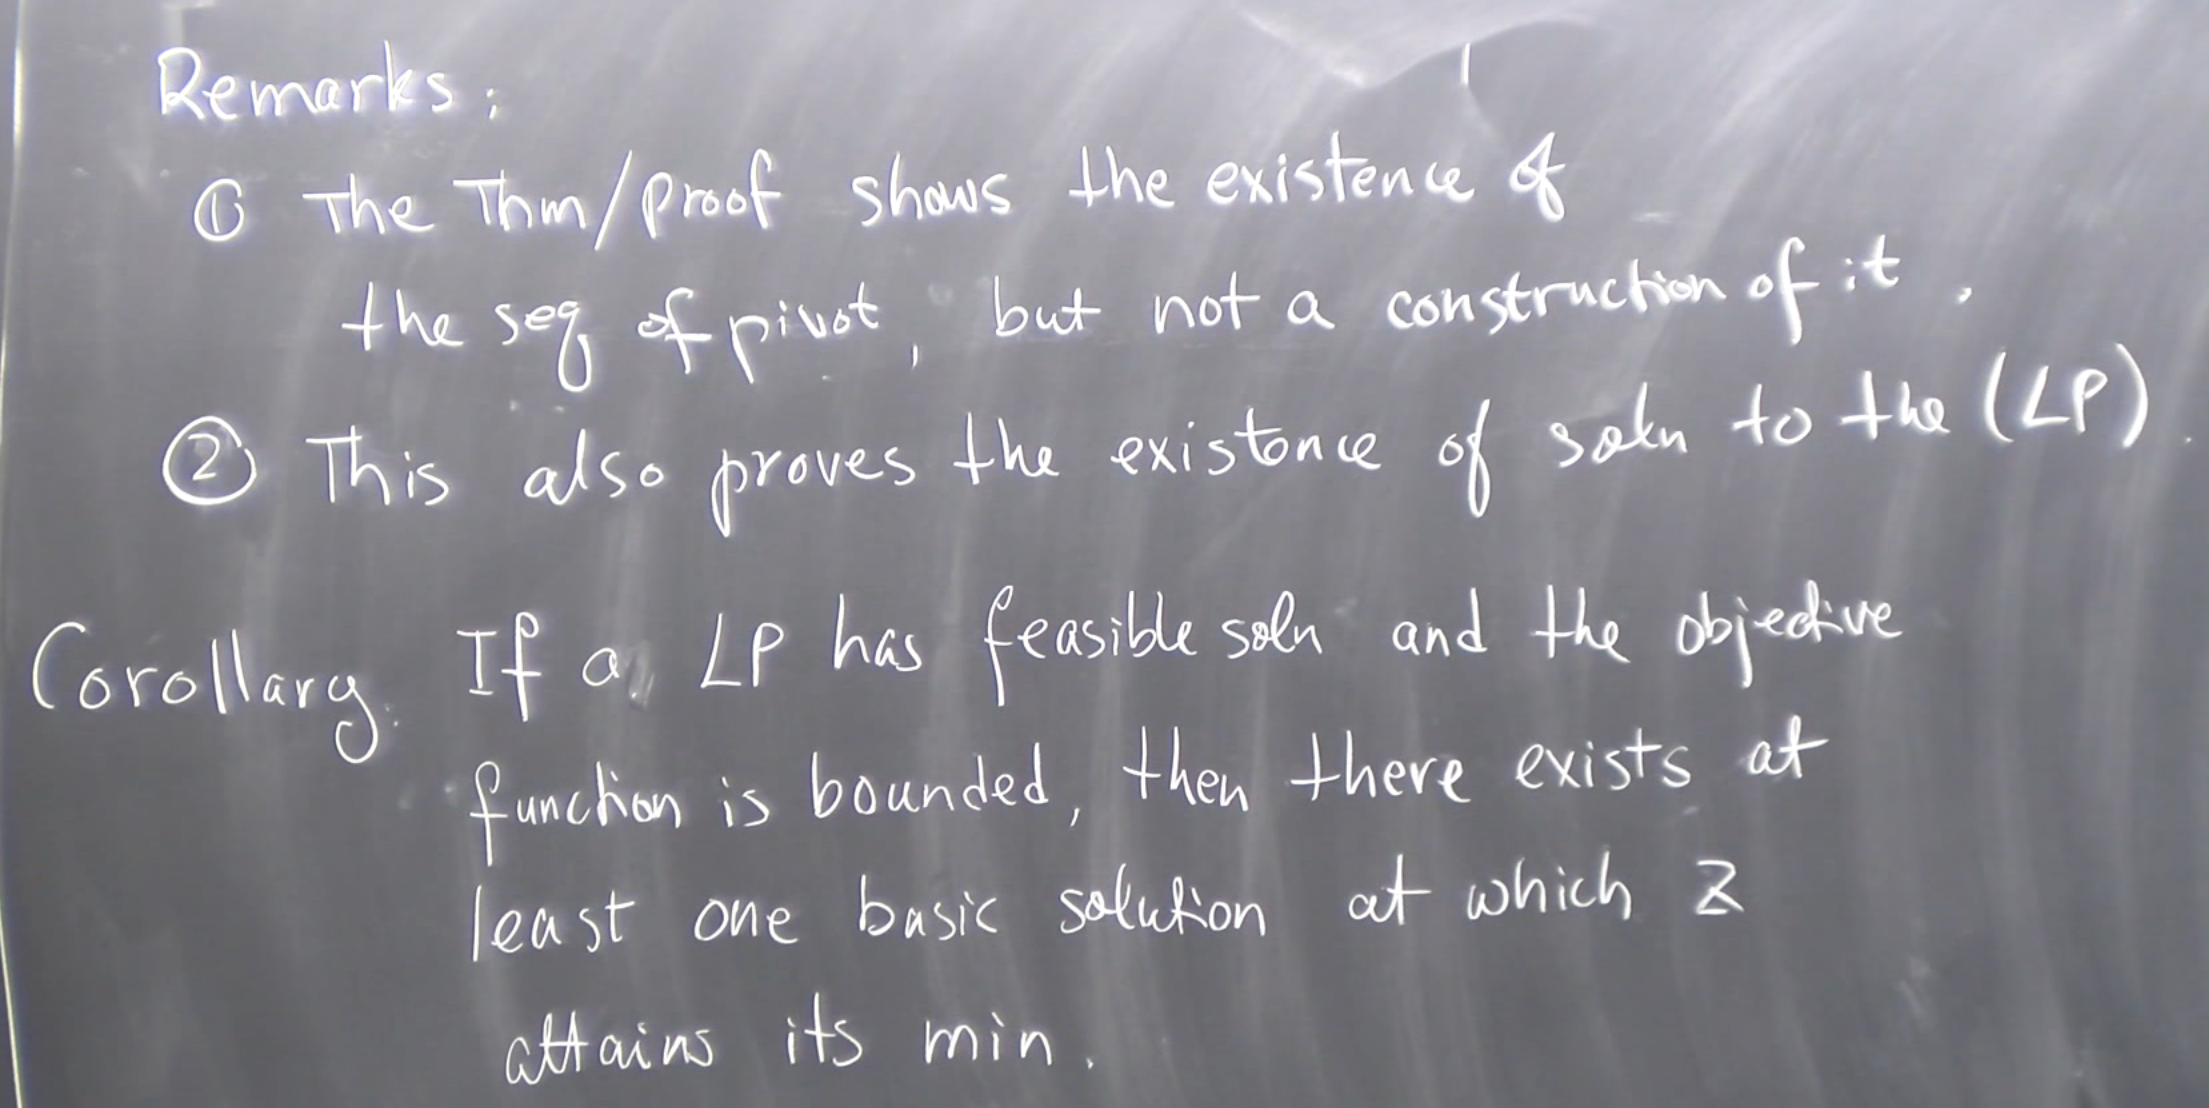 Remarks:
① The Thm/proof shows the existence of
the seq of pivot, but not a construction of it.
② This also proves the existence of soln to the (LP).
Corollary. If a LP has feasible soln and the objective
function is bounded, then there exists at
least one basic solution at which z
attains its min.